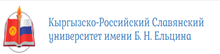 Кыргызско-Российский Славянский
университет имени Б. Н. Ельцина